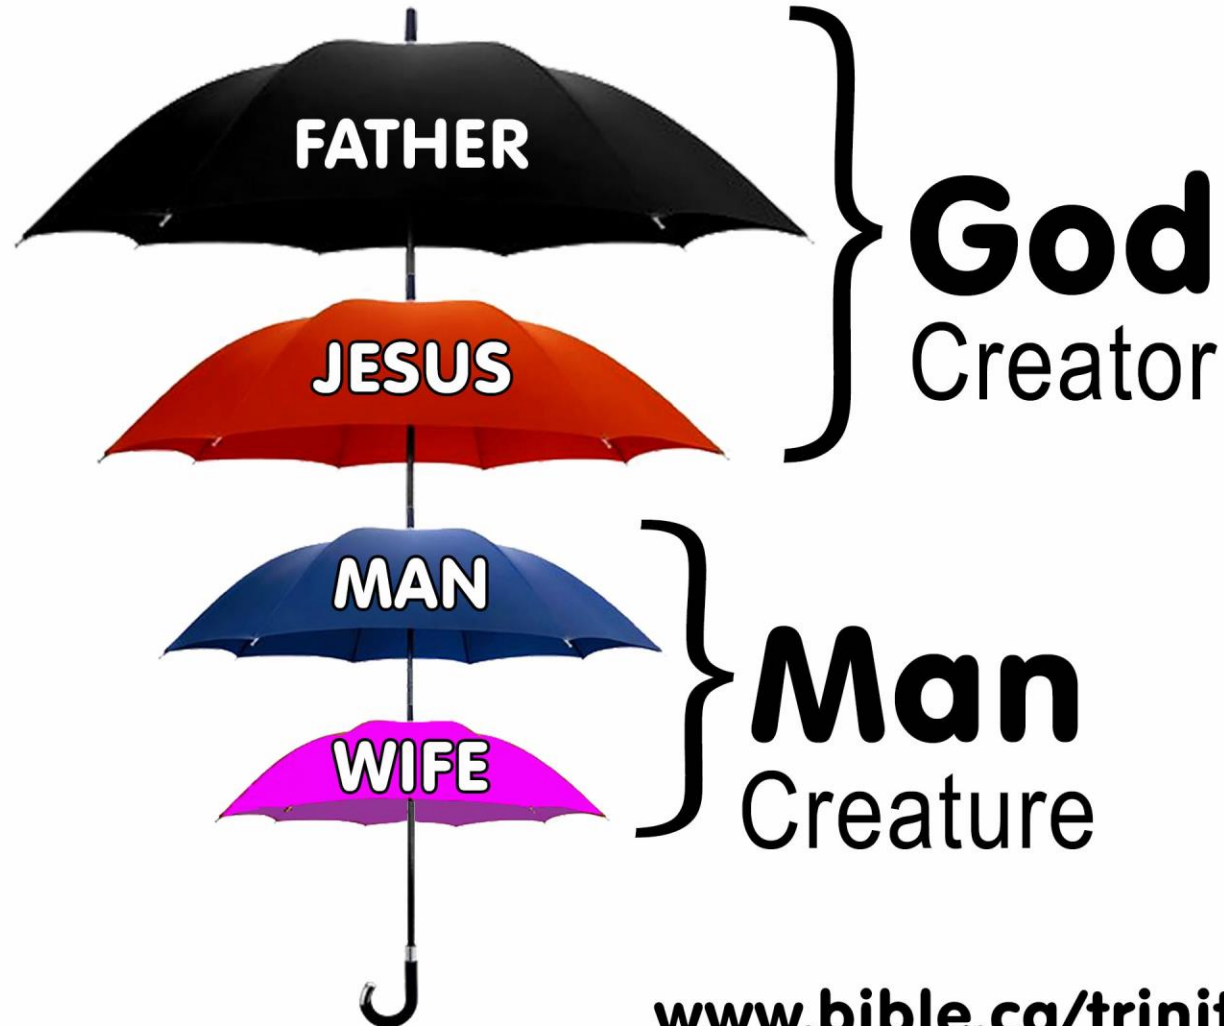 FATHER
God
Creator
JESUS
MAN
Man
Creature
WIFE
www.bible.ca/trinit